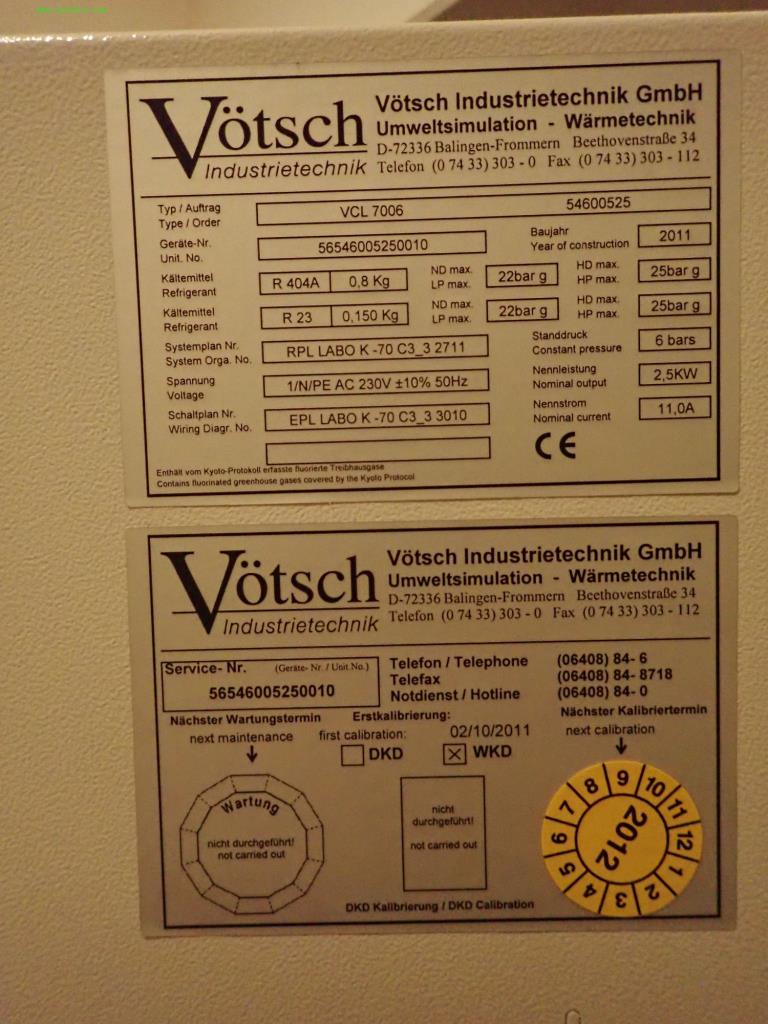 Vötsch
Industrietechnik
Vötsch Industrietechnik GmbH
Umweltsimulation - Wärmetechnik
D-72336 Balingen-Frommern Beethovenstraße 34
Telefon (0 74 33) 303 - 0 Fax (0 74 33) 303 - 112
Typ / Auftrag
Type / Order
VCL 7006 54600525
Geräte-Nr.
Unit. No.
56546005250010
Baujahr
Year of construction
2011
Kältemittel
Refrigerant
R 404A 0,8 Kg
ND max.
LP max.
22bar g
HD max.
HP max.
25bar g
Kältemittel
Refrigerant
R 23 0,150 Kg
ND max.
LP max.
22bar g
HD max.
HP max.
25bar g
Systemplan Nr.
System Orga. No.
RPL LABO K -70 C3_3 2711
Standdruck
Constant pressure
6 bars
Spannung
Voltage
1/N/PE AC 230V ±10% 50Hz
Nennleistung
Nominal output
2,5KW
Schaltplan Nr.
Wiring Diagr. No.
EPL LABO K -70 C3_3 3010
Nennstrom
Nominal current
11,0A
CE
Enthält vom Kyoto-Protokoll erfasste fluorierte Treibhausgase
Contains fluorinated greenhouse gases covered by the Kyoto Protocol
Vötsch
Industrietechnik
Vötsch Industrietechnik GmbH
Umweltsimulation - Wärmetechnik
D-72336 Balingen-Frommern Beethovenstraße 34
Telefon (0 74 33) 303 - 0 Fax (0 74 33) 303 - 112
Service- Nr. (Geräte- Nr. / Unit No.)
56546005250010
Telefon / Telephone (06408) 84- 6
Telefax (06408) 84- 8718
Notdienst / Hotline (06408) 84- 0
Nächster Wartungstermin
next maintenance
Erstkalibrierung:
first calibration: 02/10/2011
DKD WKD
Nächster Kalibriertermin
next calibration
Wartung
nicht durchgeführt!
not carried out
nicht
durchgeführt!
not carried out
DKD Kalibrierung / DKD Calibration
1 2 3 4 5 6 7 8 9 10 11 12
2012